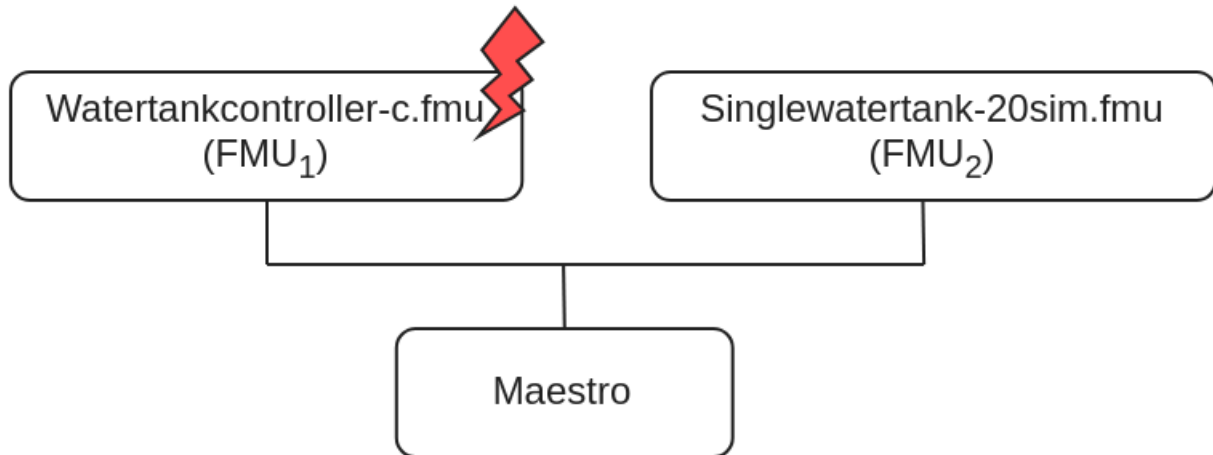 Watertankcontroller-c.fmu
(FMU₁)
Singlewatertank-20sim.fmu
(FMU₂)
Maestro